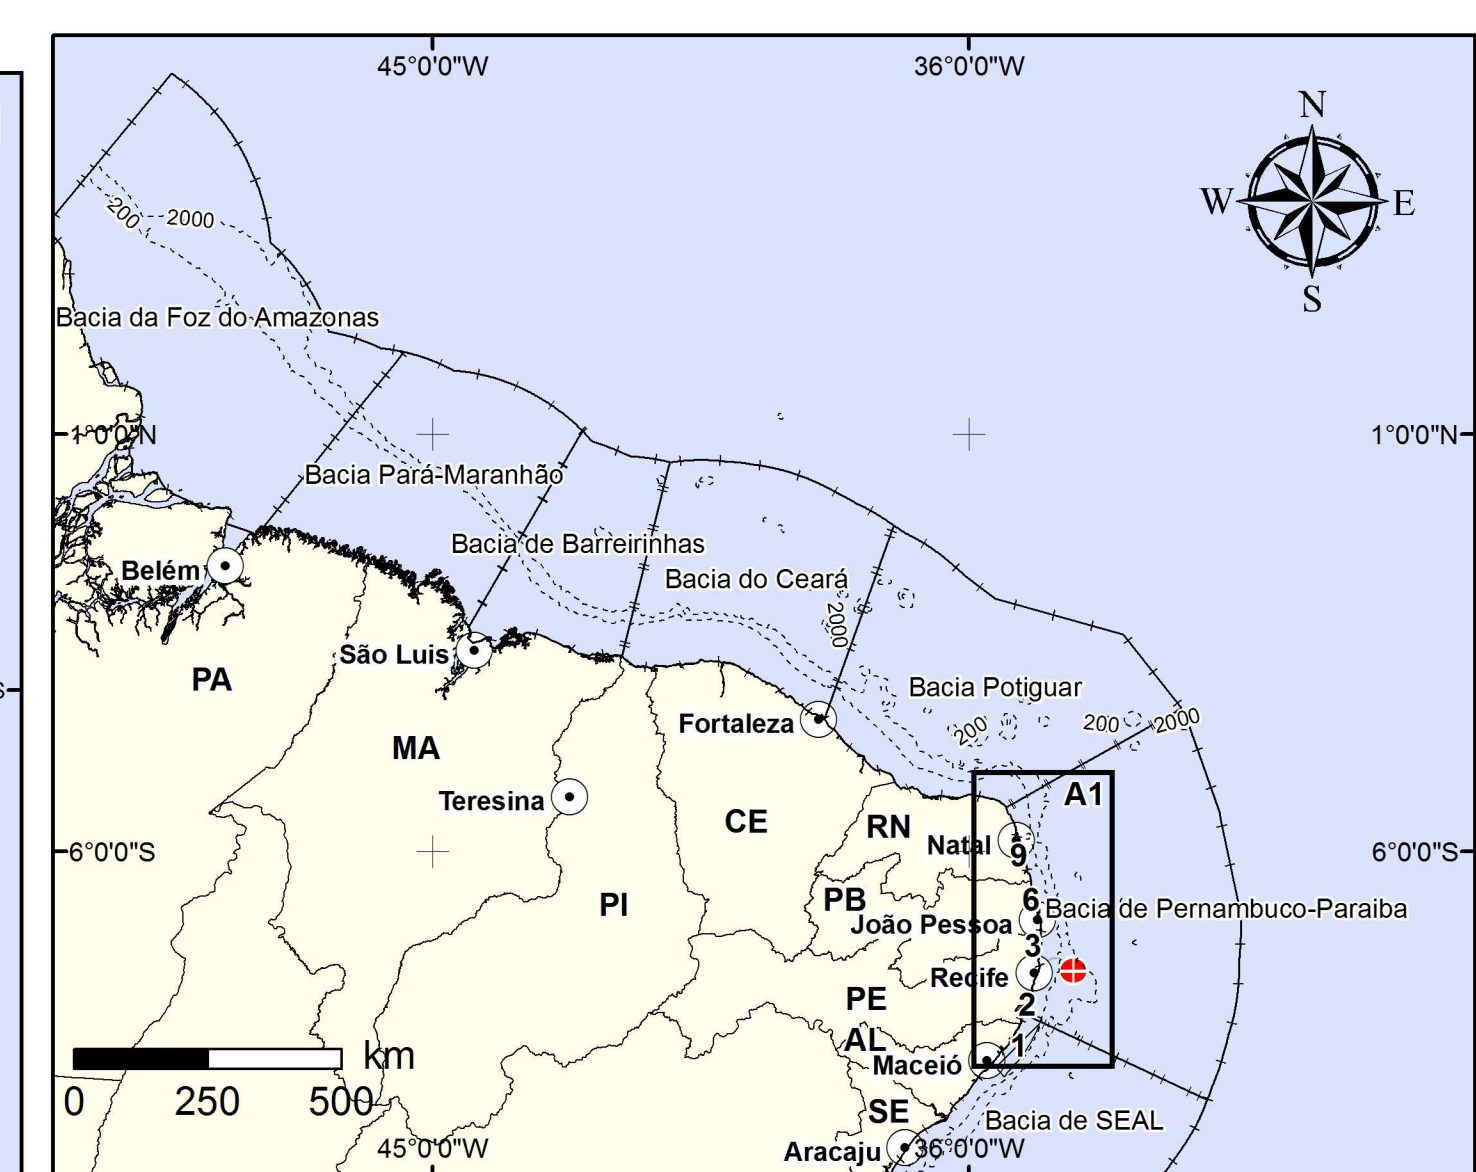 45°0'0"W
36°0'0"W
N
W
E
S
200
2000
Bacia da Foz do Amazonas
1°0'0"N
1°0'0"N
Bacia Pará-Maranhão
Bacia de Barreirinhas
Belém
Bacia do Ceará
2000
São Luis
PA
Bacia Potiguar
200
200
2000
Fortaleza
MA
A1
Teresina
CE
RN
Natal
9
6°0'0"S
6°0'0"S
PI
PB
6
Bacia de Pernambuco-Paraiba
João Pessoa
3
Recife
PE
2
AL
1
Maceió
km
0
250
500
SE
Bacia de SEAL
45°0'0"W
Aracaju
36°0'0"W